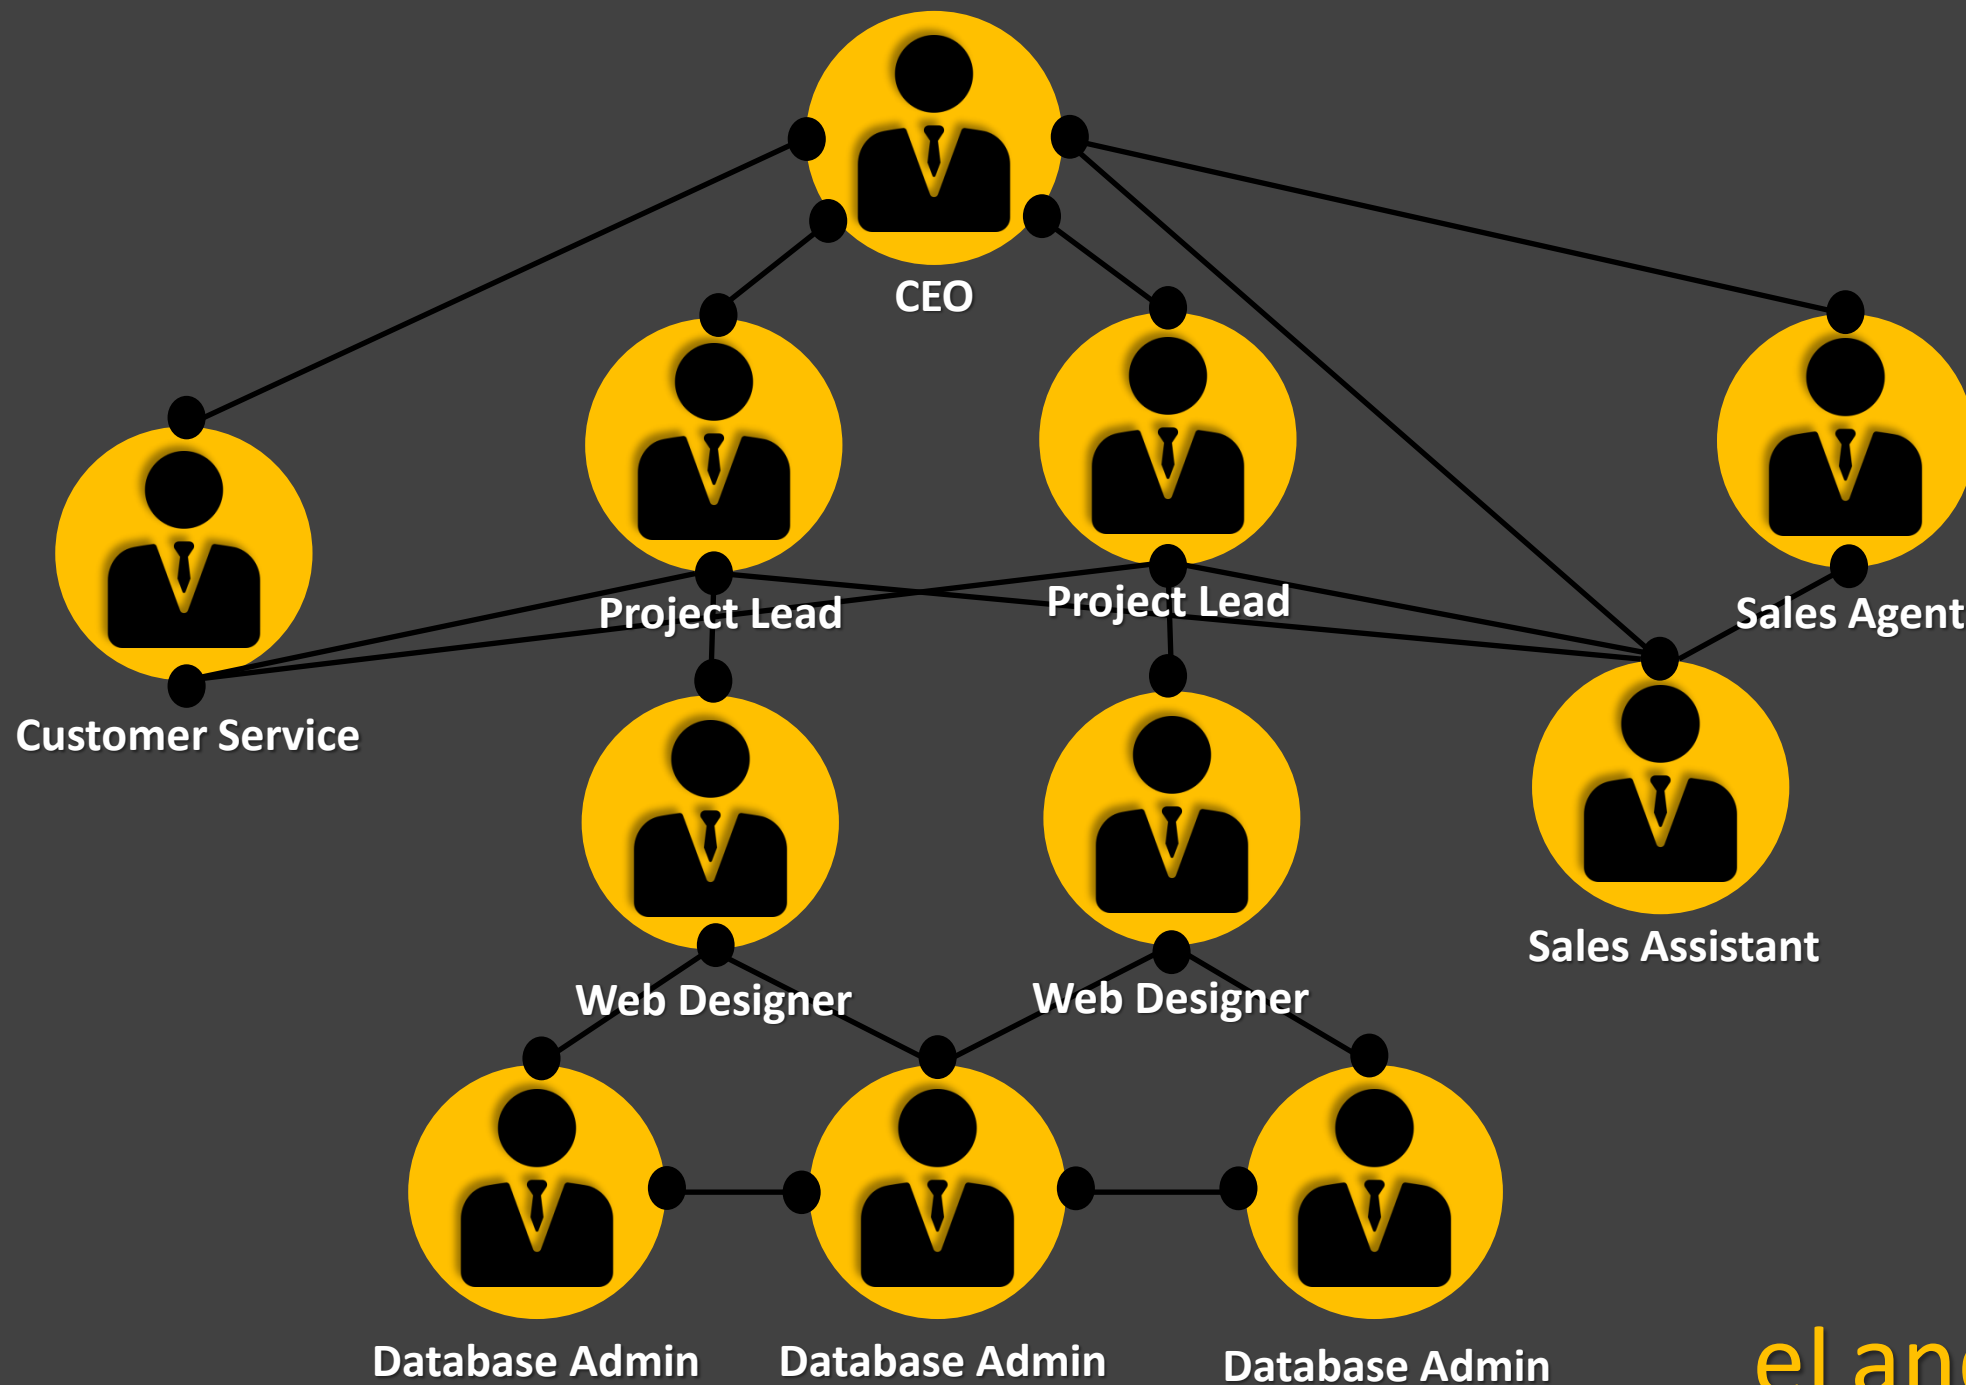 CEO
Project Lead
Project Lead
Sales Agent
Customer Service
Sales Assistant
Web Designer
Web Designer
Database Admin
Database Admin
Database Admin